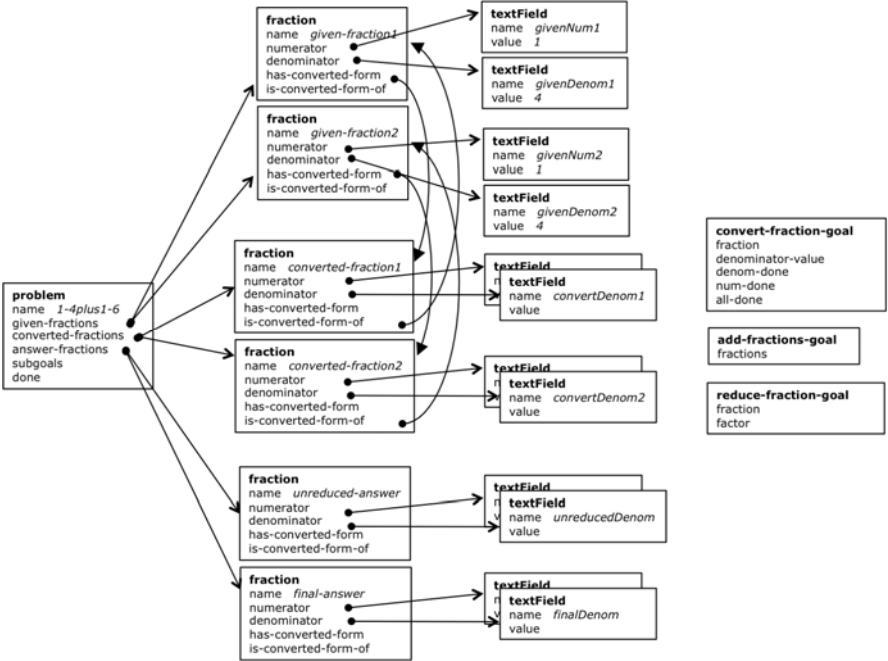 fraction
name given-fraction1
numerator
denominator
has-converted-form
is-converted-form-of
textField
name givenNum1
value 1
textField
name givenDenom1
value 4
fraction
name given-fraction2
numerator
denominator
has-converted-form
is-converted-form-of
textField
name givenNum2
value 1
textField
name givenDenom2
value 4
problem
name 1-4plus1-6
given-fractions
converted-fractions
answer-fractions
subgoals
done
fraction
name converted-fraction1
numerator
denominator
has-converted-form
is-converted-form-of
textField
name convertDenom1
value
fraction
name converted-fraction2
numerator
denominator
has-converted-form
is-converted-form-of
textField
textField
name convertDenom2
value
fraction
name unreduced-answer
numerator
denominator
has-converted-form
is-converted-form-of
textField
textField
name unreducedDenom
value
fraction
name final-answer
numerator
denominator
has-converted-form
is-converted-form-of
textField
textField
name finalDenom
value
convert-fraction-goal
fraction
denominator-value
denom-done
num-done
all-done
add-fractions-goal
fractions
reduce-fraction-goal
fraction
factor